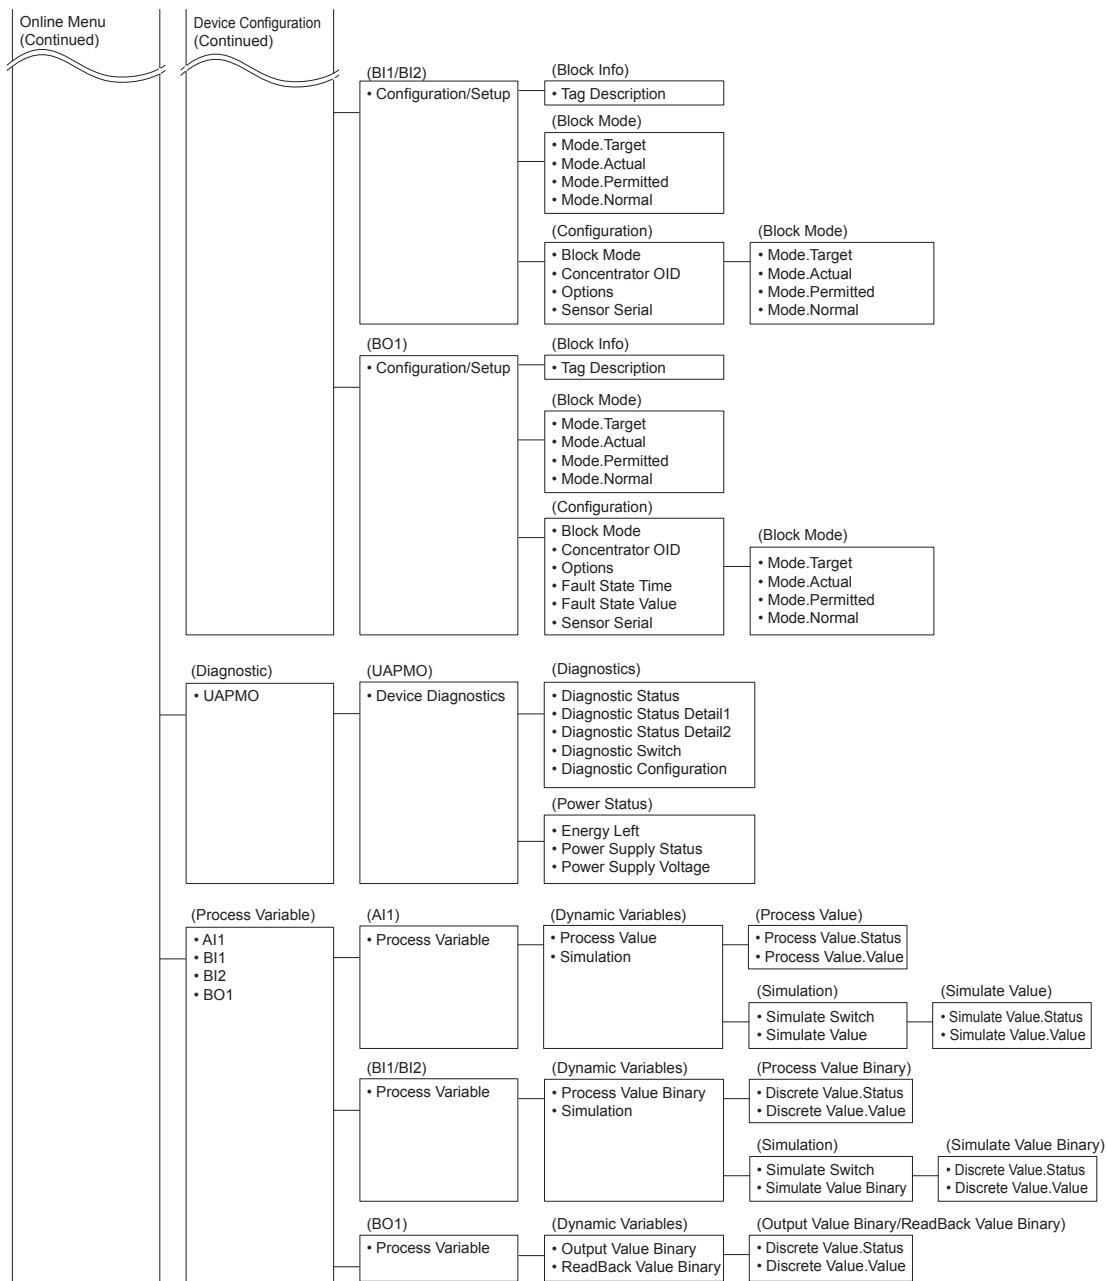 Online Menu
(Continued)
Device Configuration
(Continued)
(BI1/BI2)
• Configuration/Setup
(Block Info)
• Tag Description
(Block Mode)
• Mode.Target
• Mode.Actual
• Mode.Permitted
• Mode.Normal
(Configuration)
• Block Mode
• Concentrator OID
• Options
• Sensor Serial
(Block Mode)
• Mode.Target
• Mode.Actual
• Mode.Permitted
• Mode.Normal
(BO1)
• Configuration/Setup
(Block Info)
• Tag Description
(Block Mode)
• Mode.Target
• Mode.Actual
• Mode.Permitted
• Mode.Normal
(Configuration)
• Block Mode
• Concentrator OID
• Options
• Fault State Time
• Fault State Value
• Sensor Serial
(Block Mode)
• Mode.Target
• Mode.Actual
• Mode.Permitted
• Mode.Normal
(Diagnostic)
• UAPMO
(UAPMO)
• Device Diagnostics
(Diagnostics)
• Diagnostic Status
• Diagnostic Status Detail1
• Diagnostic Status Detail2
• Diagnostic Switch
• Diagnostic Configuration
(Power Status)
• Energy Left
• Power Supply Status
• Power Supply Voltage
(Process Variable)
• AI1
• BI1
• BI2
• BO1
(AI1)
• Process Variable
(Dynamic Variables)
• Process Value
• Simulation
(Process Value)
• Process Value.Status
• Process Value.Value
(Simulation)
• Simulate Switch
• Simulate Value
(Simulate Value)
• Simulate Value.Status
• Simulate Value.Value
(BI1/BI2)
• Process Variable
(Dynamic Variables)
• Process Value Binary
• Simulation
(Process Value Binary)
• Discrete Value.Status
• Discrete Value.Value
(Simulation)
• Simulate Switch
• Simulate Value Binary
(Simulate Value Binary)
• Discrete Value.Status
• Discrete Value.Value
(BO1)
• Process Variable
(Dynamic Variables)
• Output Value Binary
• ReadBack Value Binary
(Output Value Binary/ReadBack Value Binary)
• Discrete Value.Status
• Discrete Value.Value